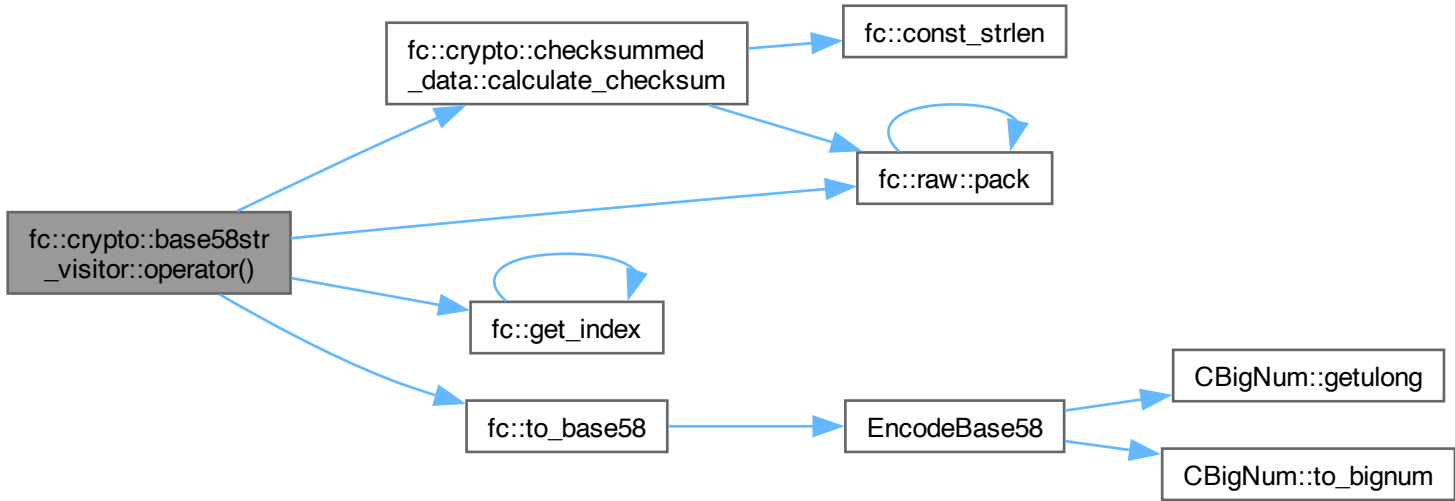 fc::crypto::base58str
_visitor::operator()
fc::crypto::checksummed
_data::calculate_checksum
fc::const_strlen
fc::raw::pack
fc::get_index
fc::to_base58
EncodeBase58
CBigNum::getulong
CBigNum::to_bignum